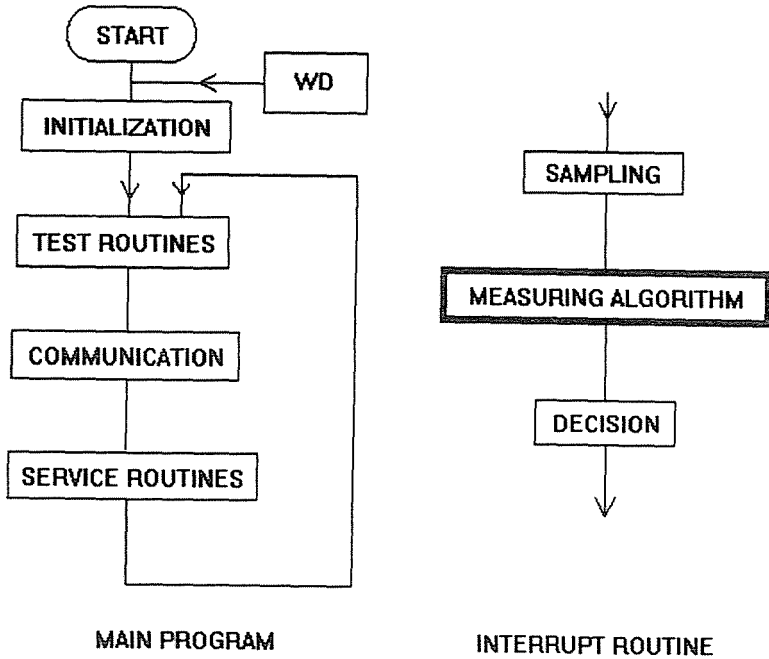 START
WD
INITIALIZATION
TEST ROUTINES
COMMUNICATION
SERVICE ROUTINES
MAIN PROGRAM
SAMPLING
MEASURING ALGORITHM
DECISION
INTERRUPT ROUTINE